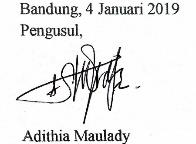 Bandung, 4 Januari 2019
Pengusul,
Adithia Maulady